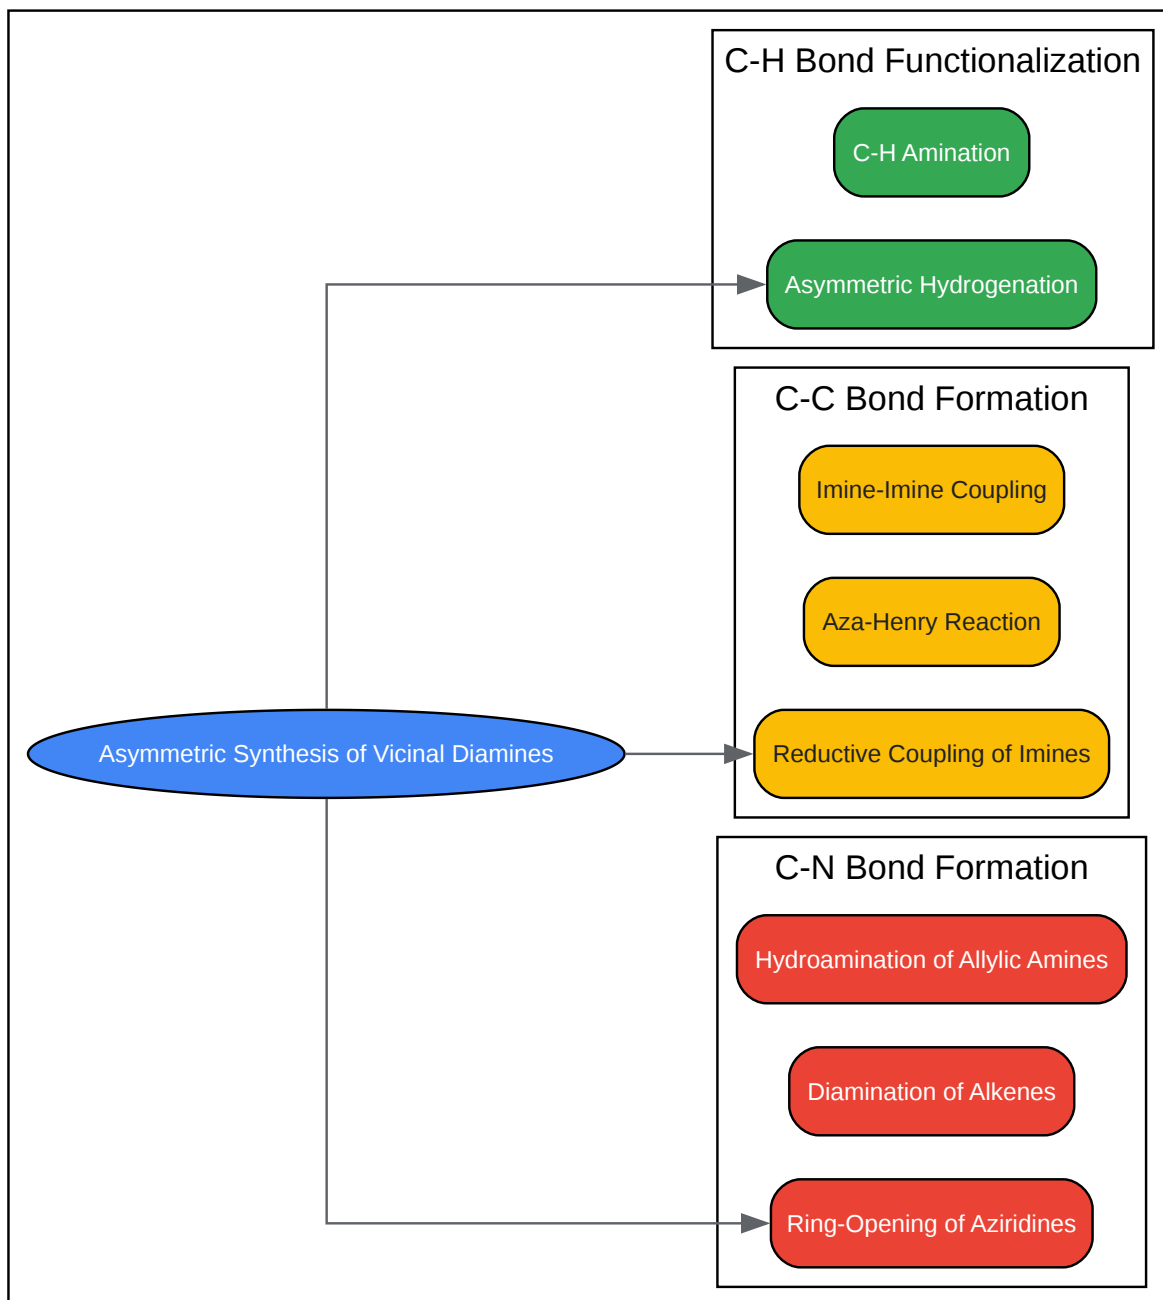 C-H Bond Functionalization
C-H Amination
Asymmetric Hydrogenation
C-C Bond Formation
Imine-Imine Coupling
Aza-Henry Reaction
Asymmetric Synthesis of Vicinal Diamines
Reductive Coupling of Imines
C-N Bond Formation
Hydroamination of Allylic Amines
Diamination of Alkenes
Ring-Opening of Aziridines